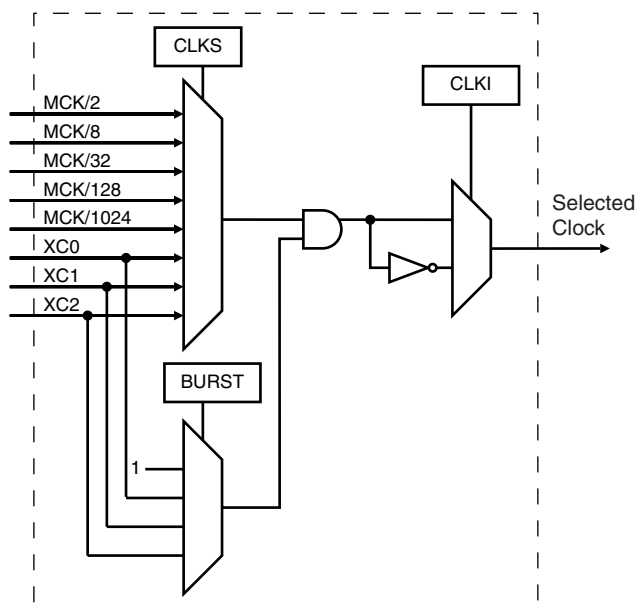 CLKS
CLKI
MCK/2
MCK/8
MCK/32
MCK/128
MCK/1024
XC0
XC1
XC2
Selected
Clock
BURST
1